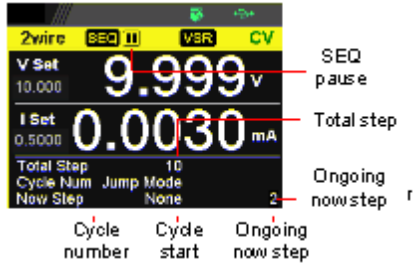 2wire SEQ VSR CV
V Set
10.000 9.999 V
I Set
0.5000 0.0030 mA
Total Step 10
Cycle Num Jump Mode
Now Step None 2
SEQ
pause
Total step
Ongoing
now step r
Cycle
number
Cycle
start
Ongoing
now step